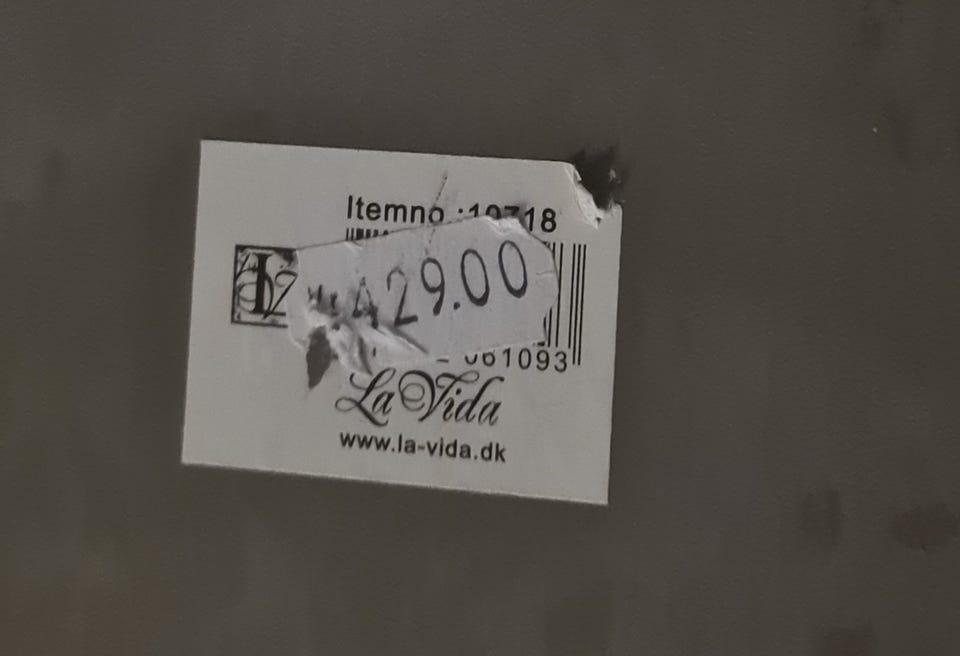 Itemno.:10718
429.00
061093
La Vida
www.la-vida.dk